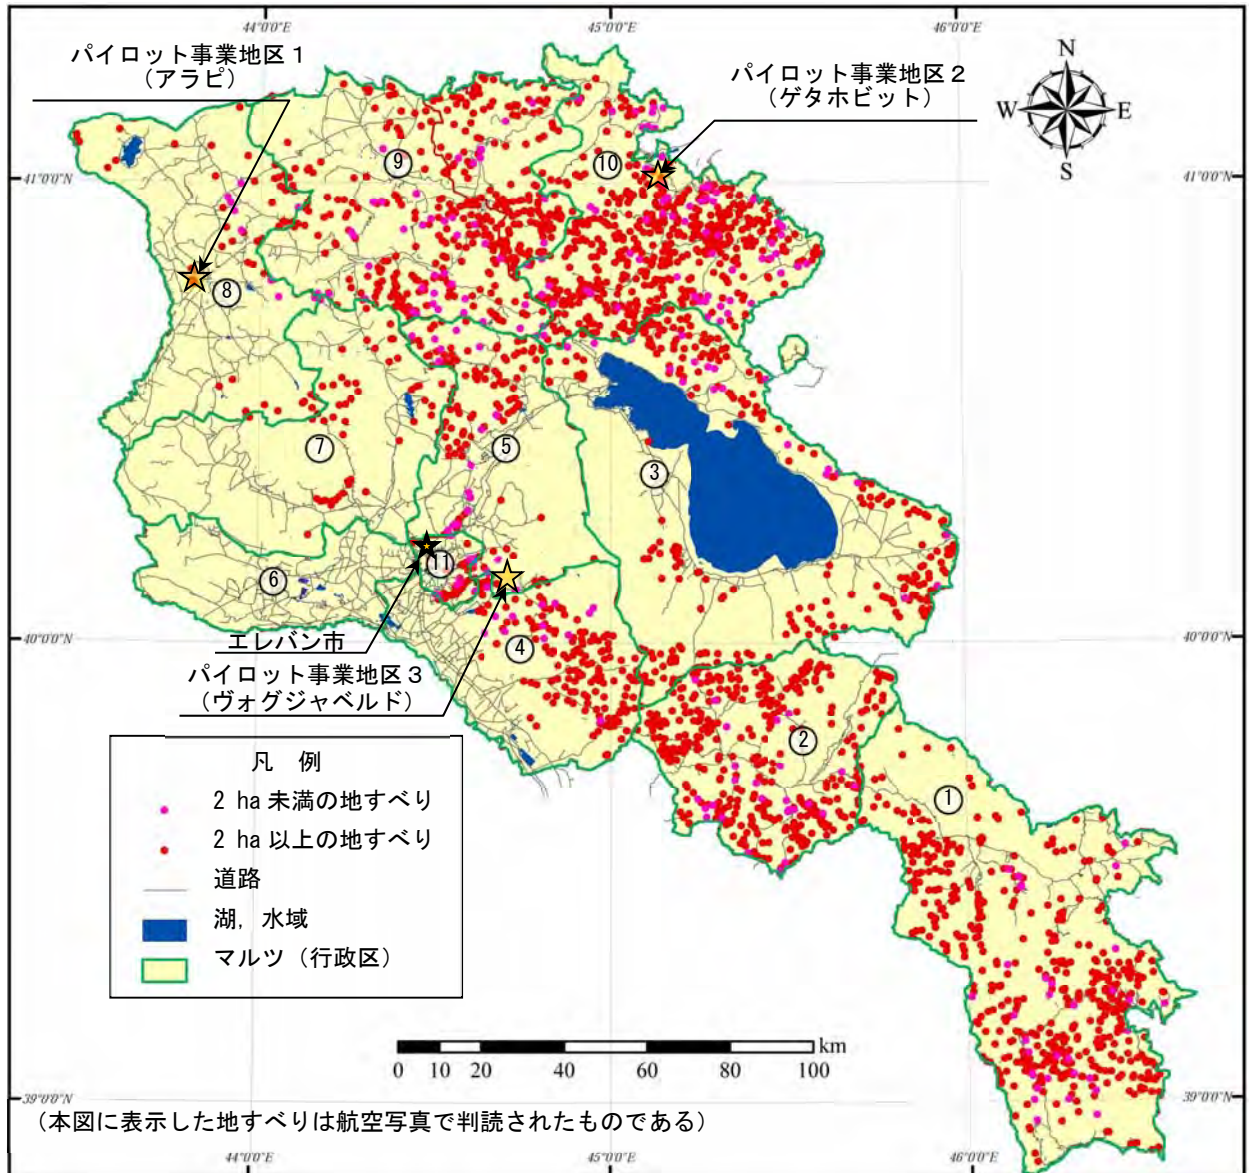 44°0'0"E
45°0'0"E
46°0'0"E
パイロット事業地区１
（アラピ）
パイロット事業地区２
（ゲタホビット）
N
W
E
S
41°0'0"N
41°0'0"N
9
10
8
7
5
3
6
11
エレバン市
40°0'0"N
40°0'0"N
4
パイロット事業地区３
（ヴォグジャベルド）
2
1
凡 例
2 ha 未満の地すべり
2 ha 以上の地すべり
道路
湖, 水域
マルツ（行政区）
km
0 10 20 40 60 80 100
39°0'0"N
39°0'0"N
（本図に表示した地すべりは航空写真で判読されたものである）
44°0'0"E
45°0'0"E
46°0'0"E